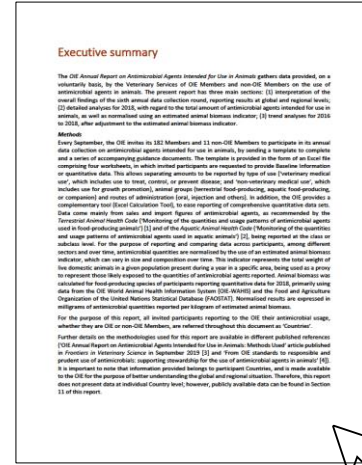 Executive summary
The OIE Annual Report on Antimicrobial Agents Intended for Use in Animals gathers data provided, on a
voluntarily basis, by the Veterinary Services of OIE Members and non-OIE Members on the use of
antimicrobial agents in animals. The present report has three main sections: (1) interpretation of the
overall findings of the sixth annual data collection round, reporting results at global and regional levels;
(2) detailed analyses for 2018, with regard to the total amount of antimicrobial agents intended for use in
animals, as well as normalised using an estimated animal biomass indicator; (3) trend analyses for 2016
to 2018, after adjustment to the estimated animal biomass indicator.
Methods
Every September, the OIE invites its 182 Members and 11 non-OIE Members to participate in its annual
data collection on antimicrobial agents intended for use in animals, by sending a template to complete
and a series of accompanying guidance documents. The template is provided in the form of an Excel file
comprising four worksheets, in which invited participants are requested to provide Baseline Information
or quantitative data. This allows separating amounts to be reported by type of use ('veterinary medical
use', which includes use to treat, control, or prevent disease; and 'non-veterinary medical use', which
includes use for growth promotion), animal groups (terrestrial food-producing, aquatic food-producing,
or companion) and routes of administration (oral, injection and others). In addition, the OIE provides a
complementary tool (Excel Calculation Tool), to ease reporting of comprehensive quantitative data sets.
Data come mainly from sales and import figures of antimicrobial agents, as recommended by the
Terrestrial Animal Health Code ('Monitoring of the quantities and usage patterns of antimicrobial agents
used in food-producing animals') [1] and of the Aquatic Animal Health Code ('Monitoring of the quantities
and usage patterns of antimicrobial agents used in aquatic animals') [2], being reported at the class or
subclass level. For the purpose of reporting and comparing data across participants, among different
sectors and over time, antimicrobial quantities are normalised by the use of an estimated animal biomass
indicator, which can vary in size and composition over time. This indicator represents the total weight of
live domestic animals in a given population present during a year in a specific area, being used as a proxy
to represent those likely exposed to the quantities of antimicrobial agents reported. Animal biomass was
calculated for food-producing species of participants reporting quantitative data for 2018, primarily using
data from the OIE World Animal Health Information System (OIE-WAHIS) and the Food and Agriculture
Organization of the United Nations Statistical Database (FAOSTAT). Normalised results are expressed in
milligrams of antimicrobial quantities reported per kilogram of estimated animal biomass.
For the purpose of this report, all invited participants reporting to the OIE their antimicrobial usage,
whether they are OIE or non-OIE Members, are referred throughout this document as 'Countries'.
Further details on the methodologies used for this report are available in different published references
('OIE Annual Report on Antimicrobial Agents Intended for Use in Animals: Methods Used' article published
in Frontiers in Veterinary Science in September 2019 [3] and 'From OIE standards to responsible and
prudent use of antimicrobials: supporting stewardship for the use of antimicrobial agents in animals' [4]).
It is important to note that information provided belongs to participant Countries, and is made available
to the OIE for the purpose of better understanding the global and regional situation. Therefore, this report
does not present data at individual Country level; however, publicly available data can be found in Section
11 of this report.